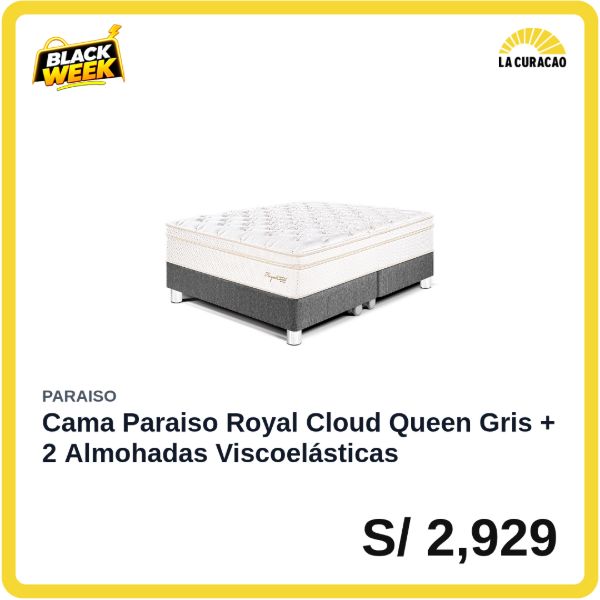 BLACK
WEEK
LA CURACAO
PARAISO
Cama Paraiso Royal Cloud Queen Gris +
2 Almohadas Viscoelásticas
S/ 2,929